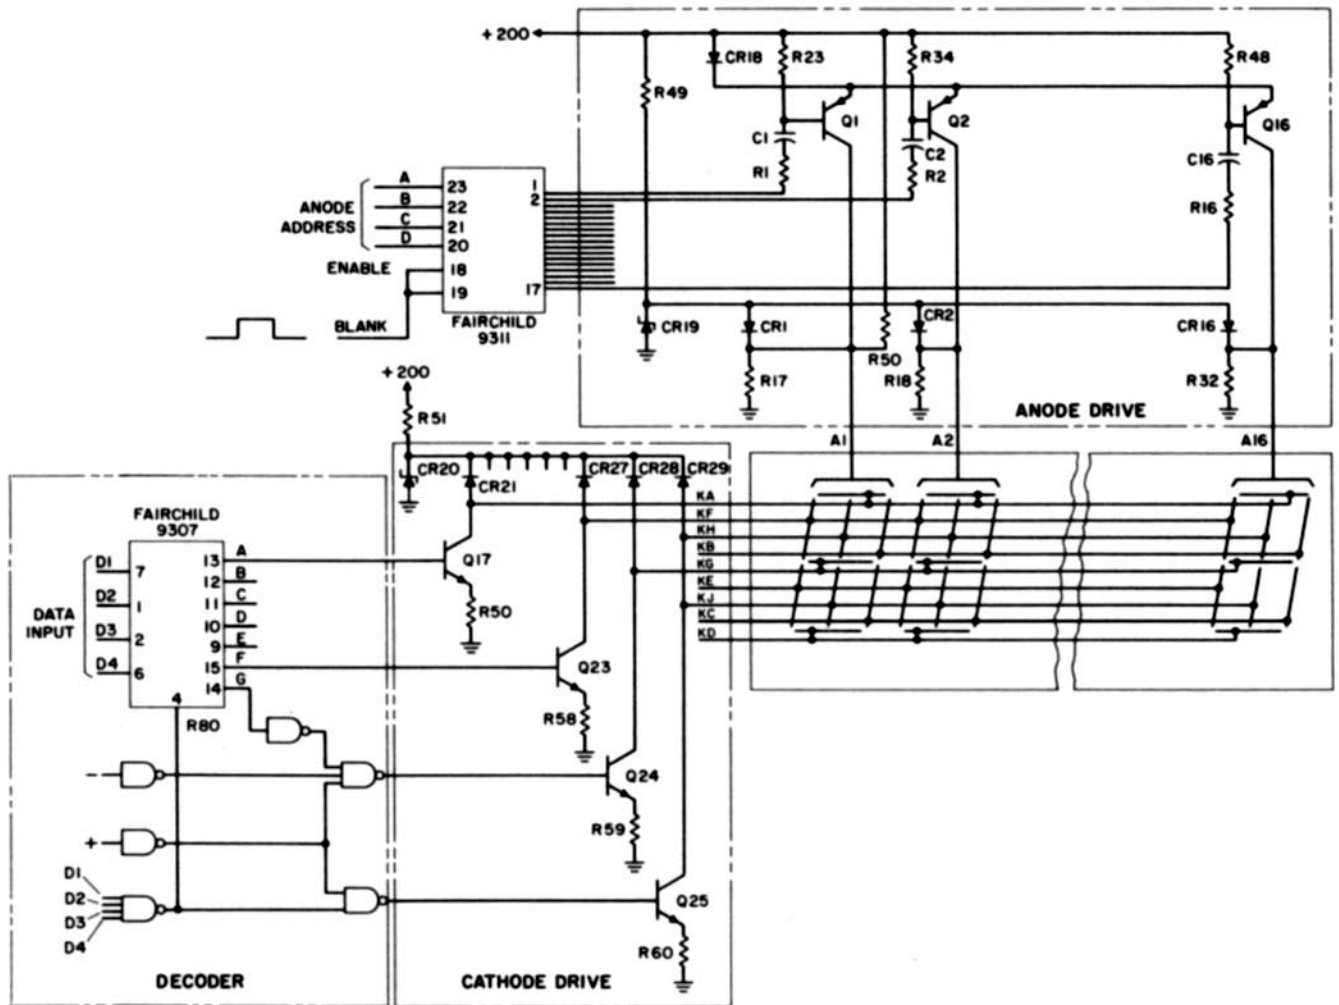 +200
CR18
R23
R34
R48
R49
Q1
Q2
Q16
C1
C2
C16
R1
R2
R16
A
23
1
B
22
2
ANODE
ADDRESS
C
21
D
20
ENABLE
18
19
17
BLANK
FAIRCHILD
9311
CR19
CR1
CR2
CR16
R50
R17
R18
R32
ANODE DRIVE
+200
R51
A1
A2
A16
CR20
CR21
CR27
CR28
CR29
KA
KF
KH
KB
KG
KE
KJ
KC
KD
FAIRCHILD
9307
DATA
INPUT
D1
7
D2
1
D3
2
D4
6
13
A
12
B
11
C
10
D
9
E
15
F
14
G
4
R80
Q17
R50
Q23
R58
Q24
R59
Q25
R60
-
+
D1
D2
D3
D4
DECODER
CATHODE DRIVE